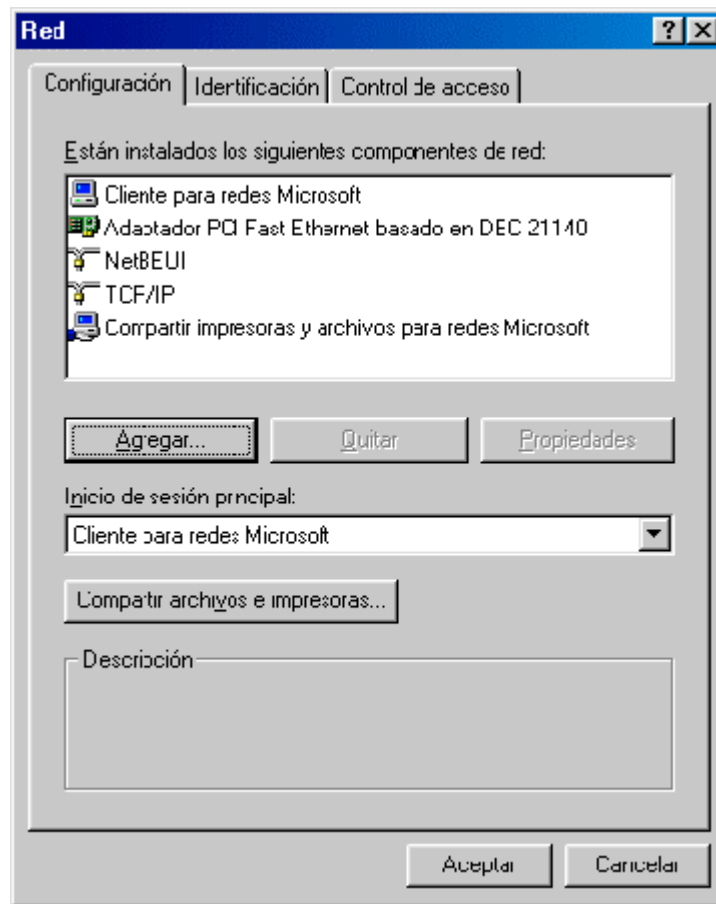 Red
Configuración Identificación Control de acceso
Están instalados los siguientes componentes de red:
Cliente para redes Microsoft
Adaptador PCI Fast Ethernet basado en DEC 21140
NetBEUI
TCP/IP
Compartir impresoras y archivos para redes Microsoft
Agregar... Quitar Propiedades
Inicio de sesión principal:
Cliente para redes Microsoft
Compartir archivos e impresoras...
Descripción
Aceptar Cancelar